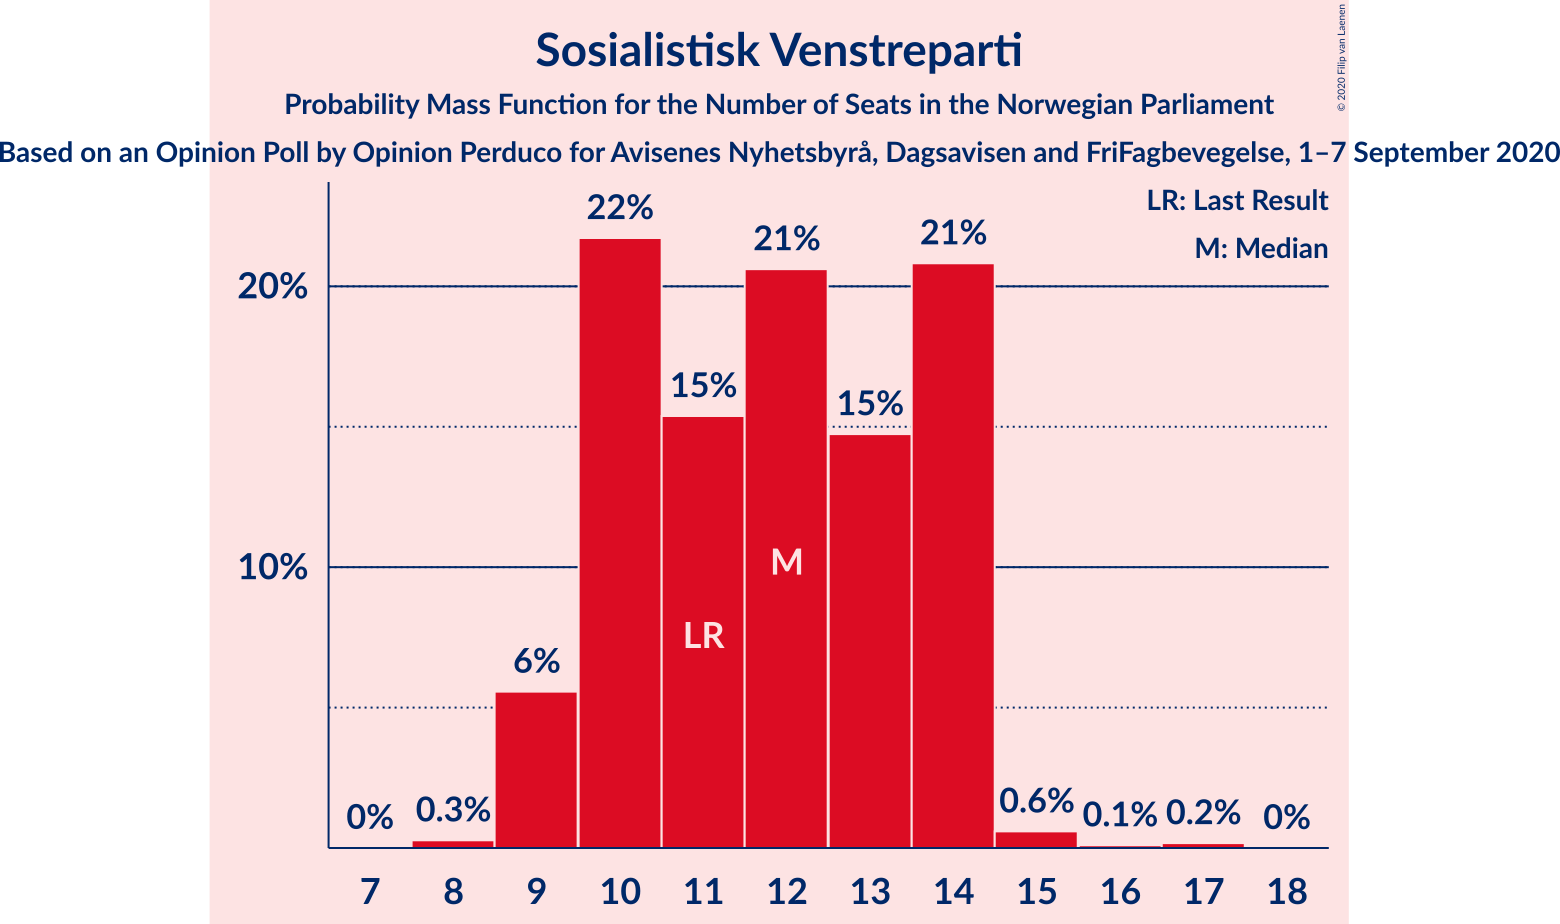 Sosialistisk Venstreparti
Probability Mass Function for the Number of Seats in the Norwegian Parliament
Based on an Opinion Poll by Opinion Perduco for Avisenes Nyhetsbyrå, Dagsavisen and FriFagbevegelse, 1–7 September 2020
© 2020 Filip van Laenen
LR: Last Result
M: Median
22%
21%
21%
20%
15%
15%
10%
M
LR
6%
0%
0.3%
0.6%
0.1%
0.2%
0%
7 8 9 10 11 12 13 14 15 16 17 18